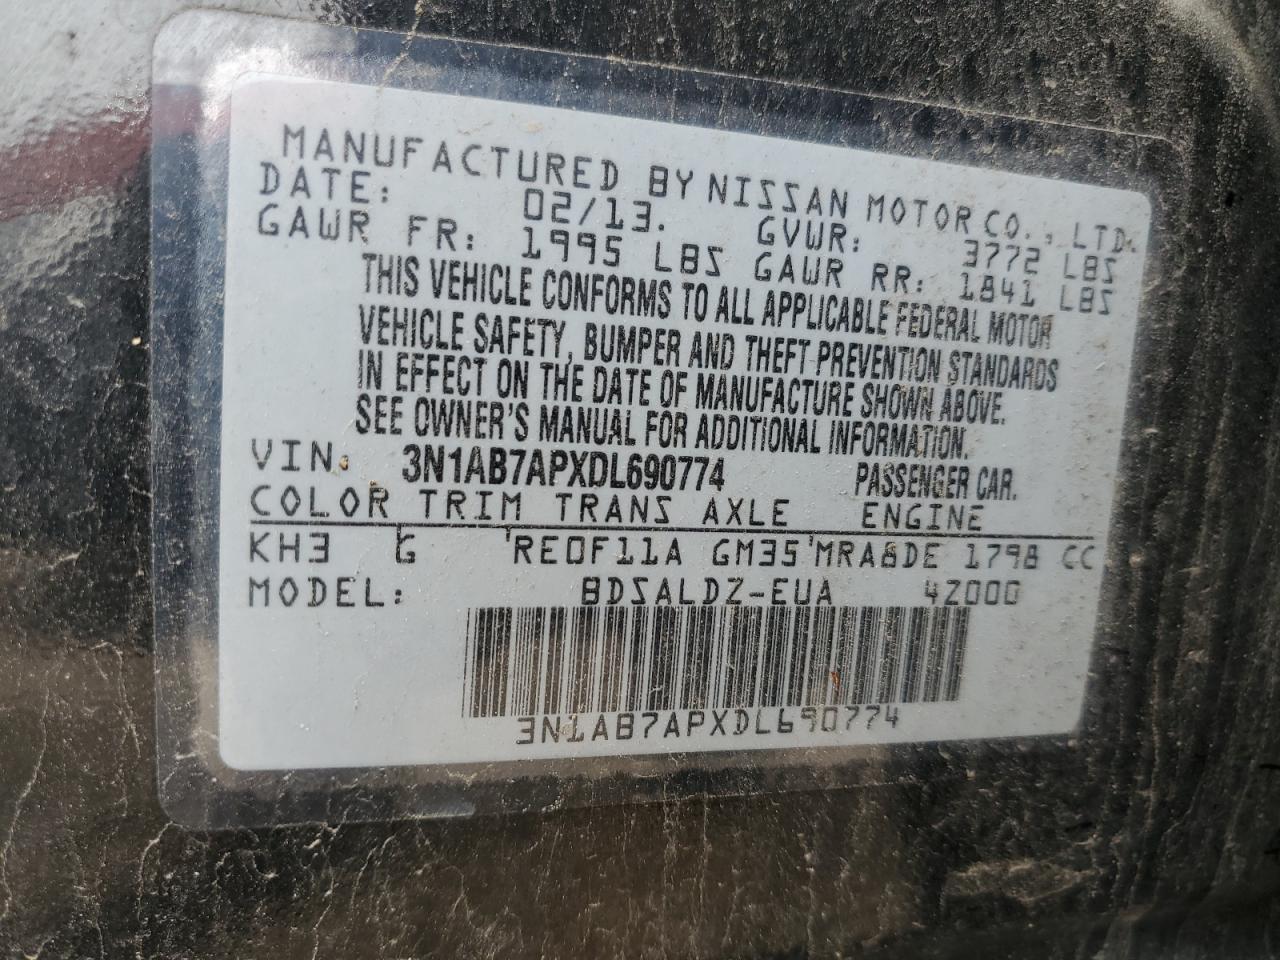 MANUFACTURED BY NISSAN MOTOR CO., LTD.
DATE: 02/13. GVWR: 3772 LBS
GAWR FR: 1995 LBS GAWR RR: 1841 LBS
THIS VEHICLE CONFORMS TO ALL APPLICABLE FEDERAL MOTOR
VEHICLE SAFETY, BUMPER AND THEFT PREVENTION STANDARDS
IN EFFECT ON THE DATE OF MANUFACTURE SHOWN ABOVE.
SEE OWNER'S MANUAL FOR ADDITIONAL INFORMATION.
VIN: 3N1AB7APXDL690774 PASSENGER CAR.
COLOR TRIM TRANS AXLE ENGINE
KH3 G 'RE0F11A GM35'MRA8DE 1798 CC
MODEL: BDSALDZ-EUA 4Z000
3N1AB7APXDL690774